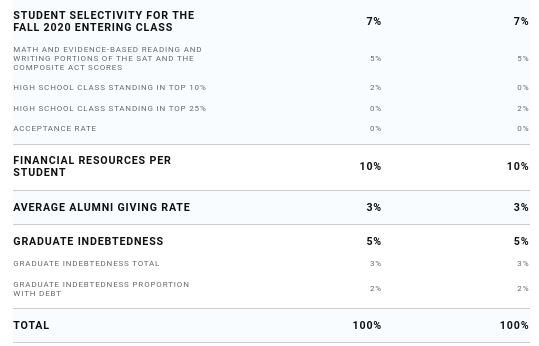 STUDENT SELECTIVITY FOR THE
FALL 2020 ENTERING CLASS 7% 7%
MATH AND EVIDENCE-BASED READING AND
WRITING PORTIONS OF THE SAT AND THE
COMPOSITE ACT SCORES 5% 5%
HIGH SCHOOL CLASS STANDING IN TOP 10% 2% 0%
HIGH SCHOOL CLASS STANDING IN TOP 25% 0% 2%
ACCEPTANCE RATE 0% 0%
FINANCIAL RESOURCES PER
STUDENT 10% 10%
AVERAGE ALUMNI GIVING RATE 3% 3%
GRADUATE INDEBTEDNESS 5% 5%
GRADUATE INDEBTEDNESS TOTAL 3% 3%
GRADUATE INDEBTEDNESS PROPORTION
WITH DEBT 2% 2%
TOTAL 100% 100%